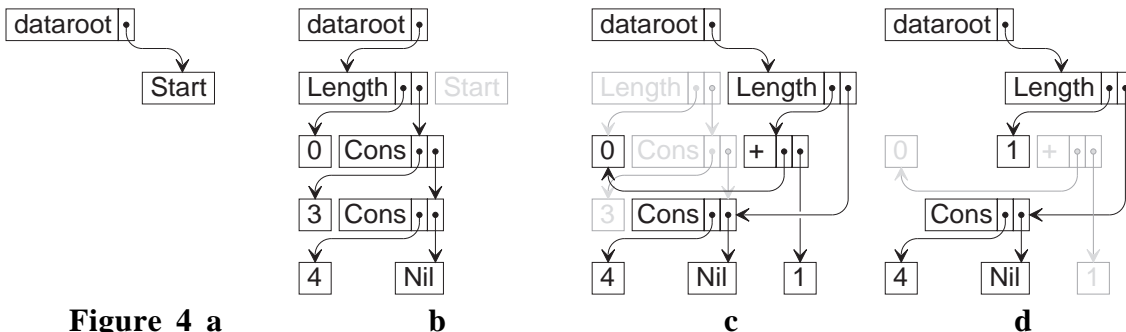 dataroot dataroot dataroot dataroot
Start Length Start Length Length Length
0 Cons 0 Cons + 0 1 +
3 Cons 3 Cons Cons
4 Nil 4 Nil 1 4 Nil 1
Figure 4 a b c d